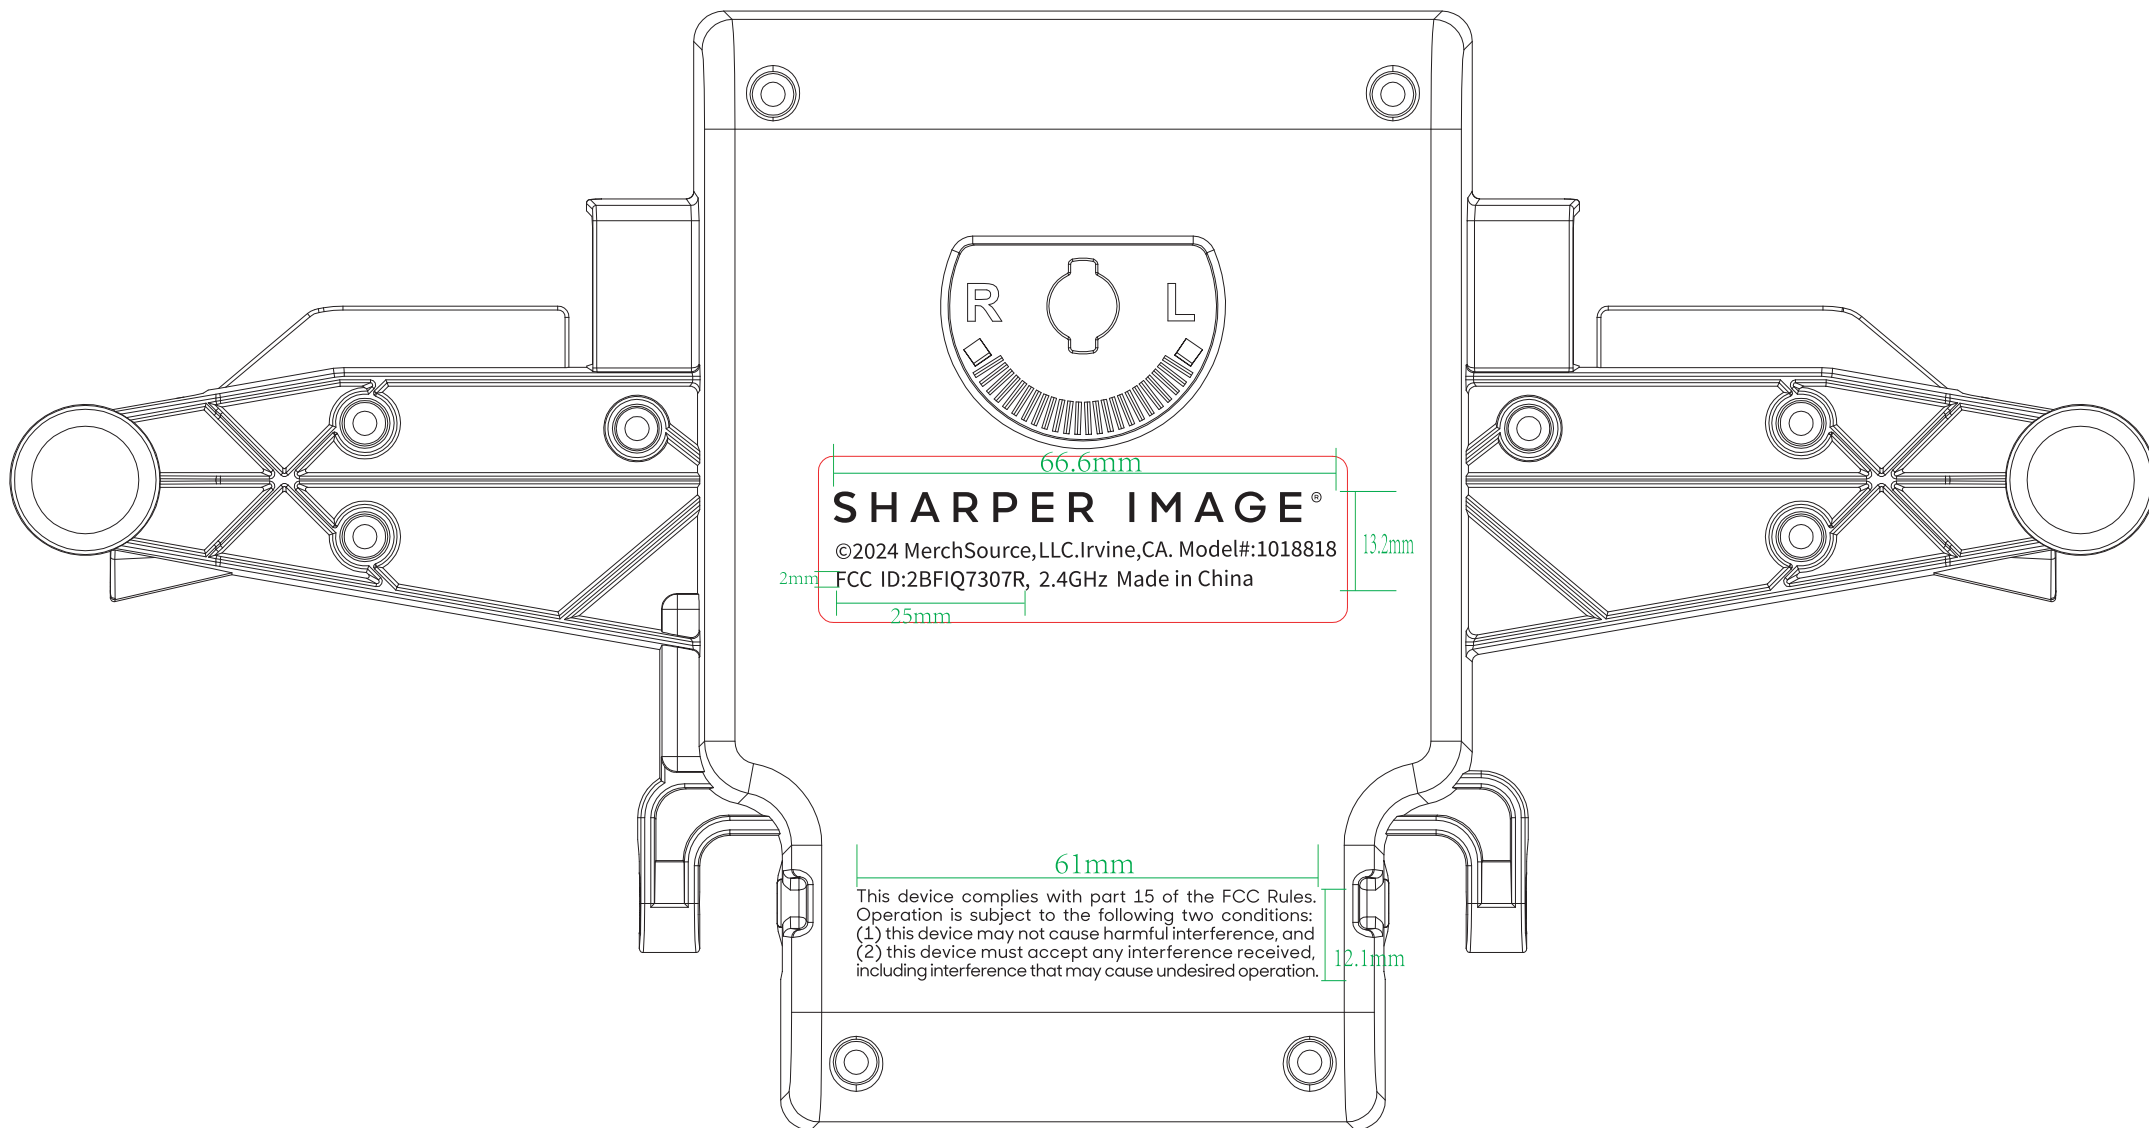 R L
66.6mm
SHARPER IMAGE®
©2024 MerchSource,LLC.Irvine,CA. Model#:1018818
13.2mm
2mm
FCC ID:2BFIQ7307R, 2.4GHz Made in China
25mm
61mm
This device complies with part 15 of the FCC Rules.
Operation is subject to the following two conditions:
(1) this device may not cause harmful interference, and
(2) this device must accept any interference received,
12.1mm
including interference that may cause undesired operation.